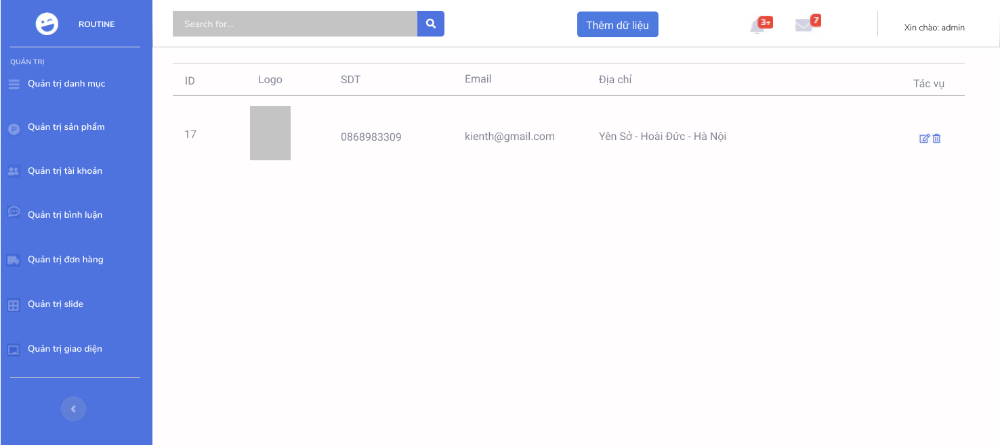 ROUTINE
Search for...
Thêm dữ liệu
3+
7
Xin chào: admin
QUẢN TRỊ
Quản trị danh mục
Quản trị sản phẩm
Quản trị tài khoản
Quản trị bình luận
Quản trị đơn hàng
Quản trị slide
Quản trị giao diện
ID Logo SDT Email Địa chỉ Tác vụ
17 0868983309 kienth@gmail.com Yên Sở - Hoài Đức - Hà Nội